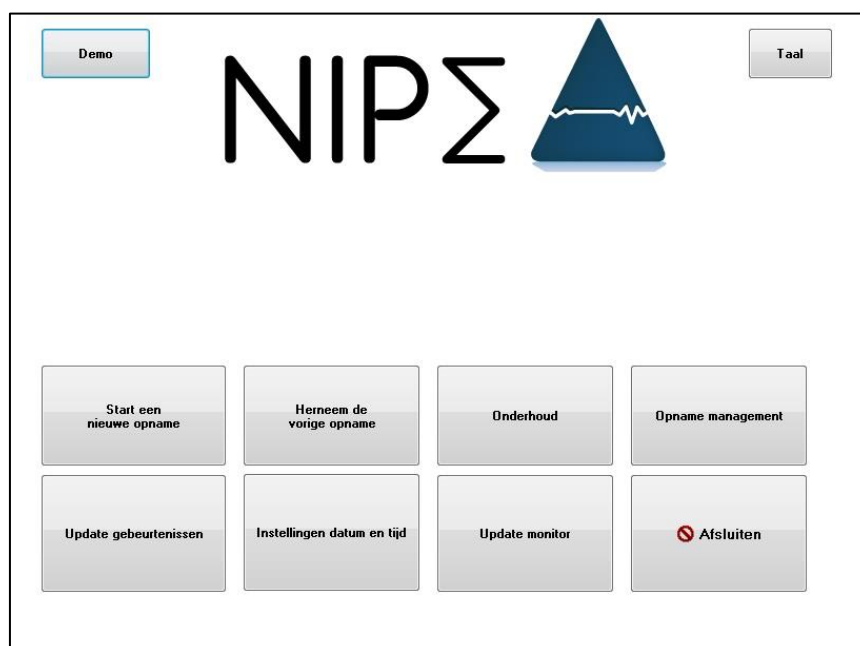 Demo
NIPΣ
Taal
Start een
nieuwe opname
Herneem de
vorige opname
Onderhoud
Opname management
Update gebeurtenissen
Instellingen datum en tijd
Update monitor
Afsluiten